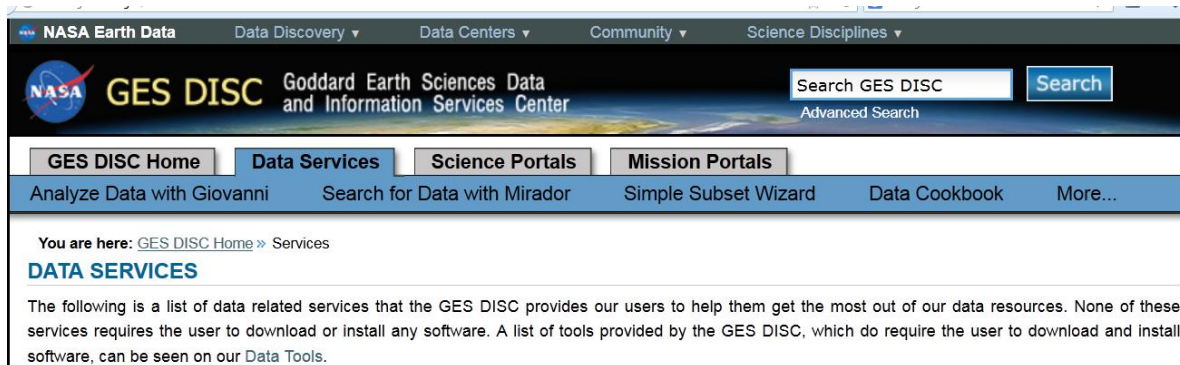 NASA Earth Data Data Discovery ▾ Data Centers ▾ Community ▾ Science Disciplines ▾
NASA GES DISC Goddard Earth Sciences Data
and Information Services Center
Search GES DISC Search
Advanced Search
GES DISC Home Data Services Science Portals Mission Portals
Analyze Data with Giovanni Search for Data with Mirador Simple Subset Wizard Data Cookbook More...
You are here: GES DISC Home » Services
DATA SERVICES
The following is a list of data related services that the GES DISC provides our users to help them get the most out of our data resources. None of these
services requires the user to download or install any software. A list of tools provided by the GES DISC, which do require the user to download and install
software, can be seen on our Data Tools.